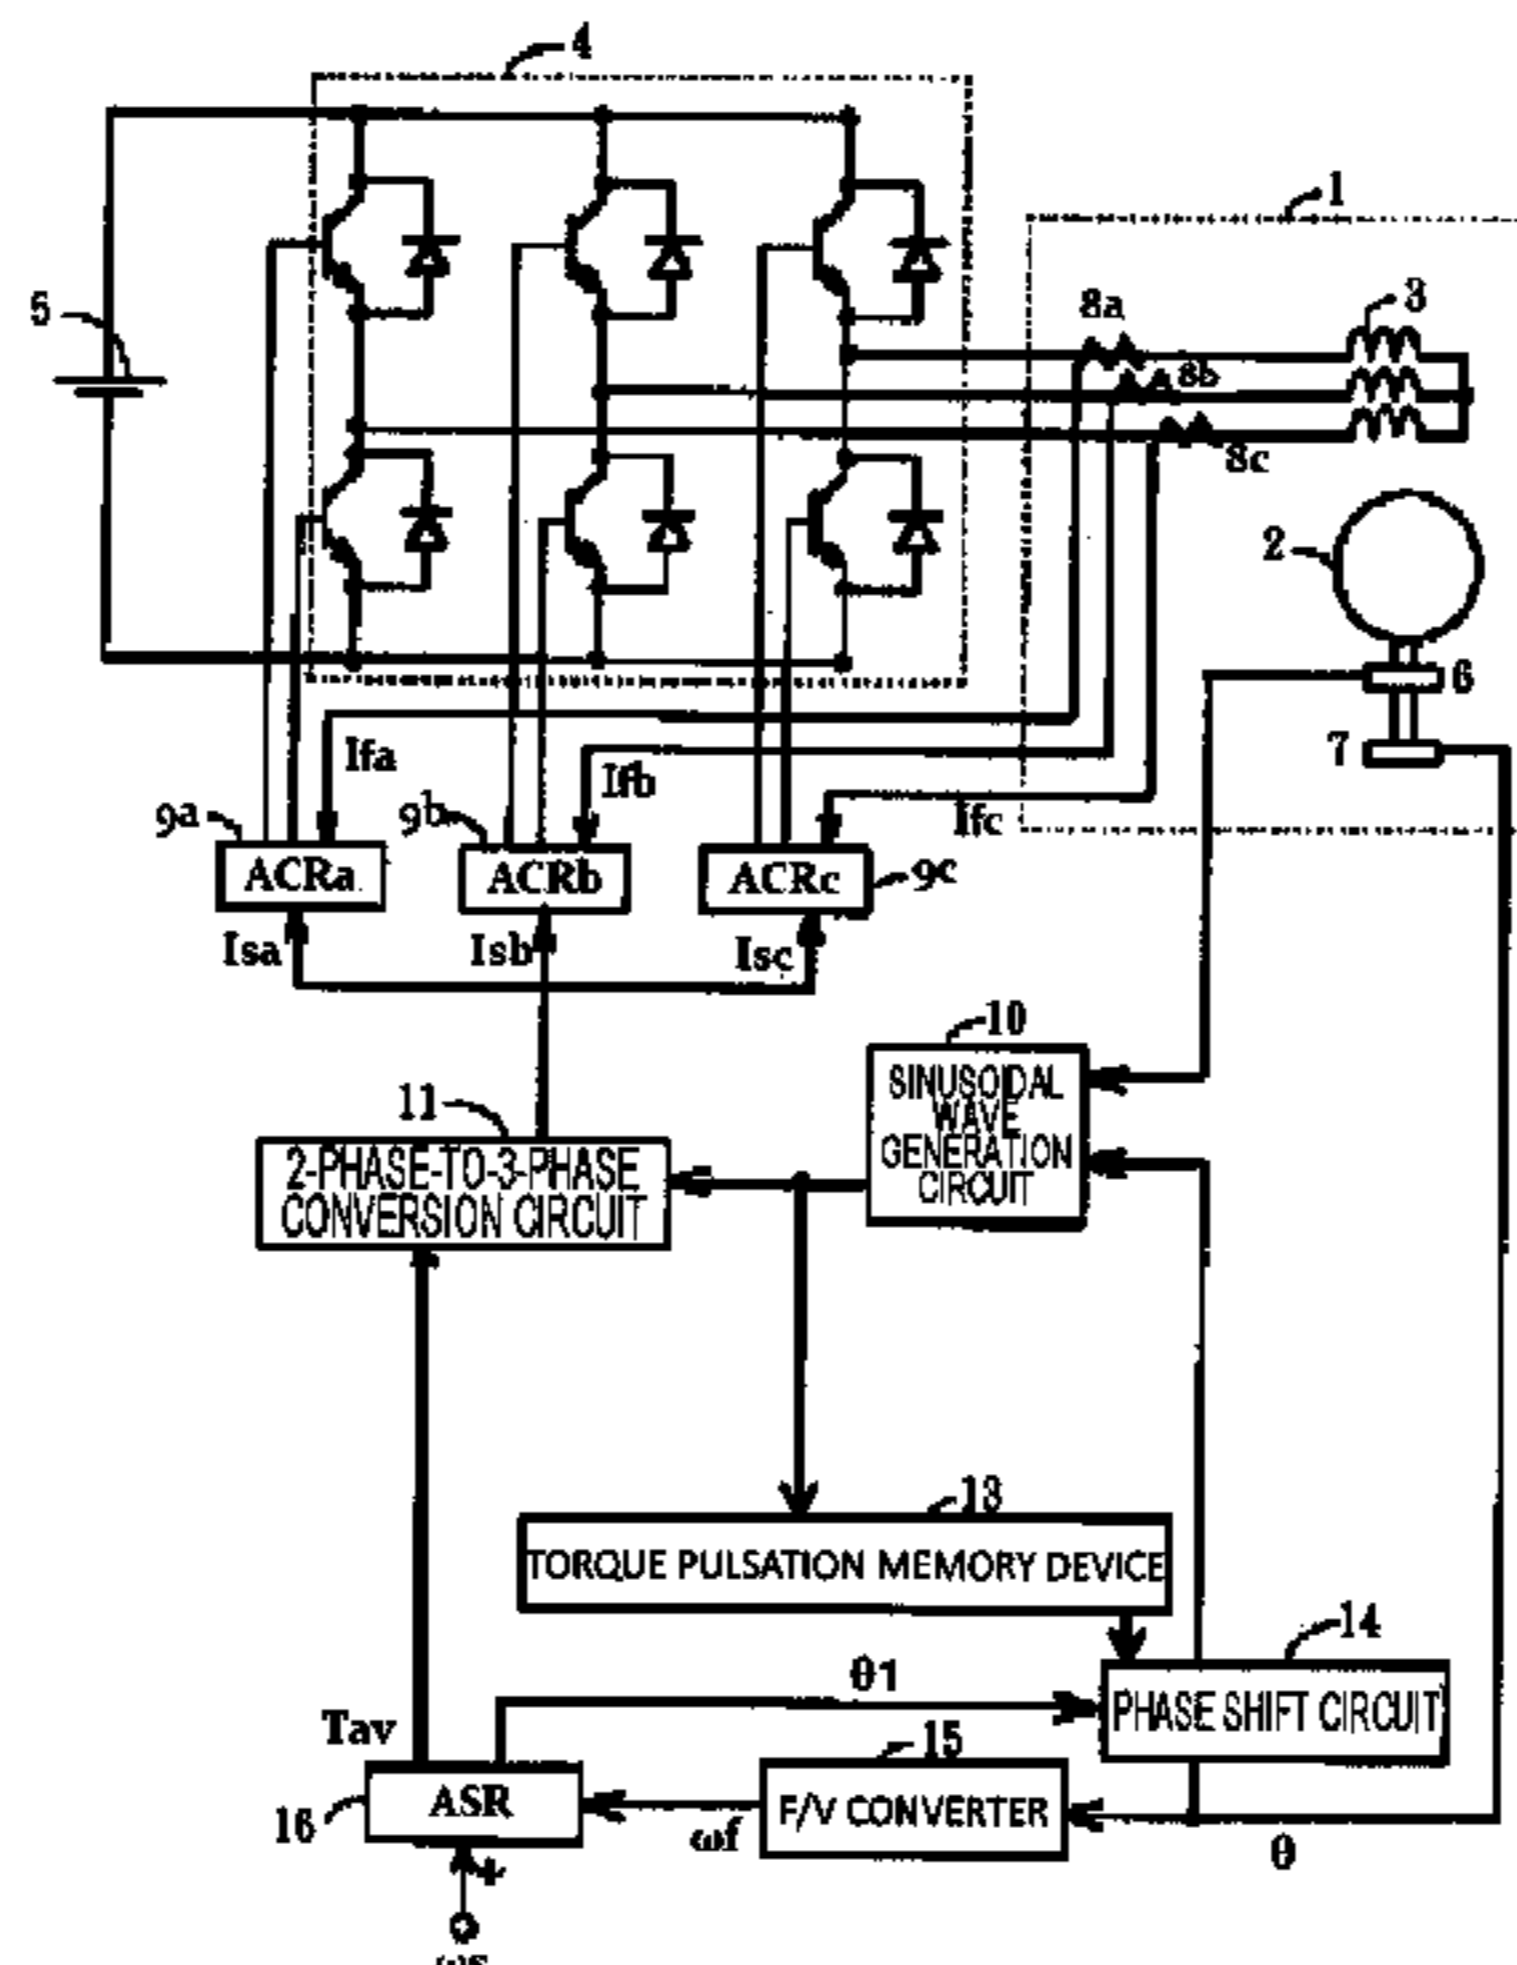 4
1
5
8a
3
8b
8c
2
6
7
Ifa
Ifb
Ifc
9a
9b
ACRa
ACRb
ACRc
9c
Isa
Isb
Isc
10
SINUSOIDAL
WAVE
GENERATION
CIRCUIT
11
2-PHASE-TO-3-PHASE
CONVERSION CIRCUIT
13
TORQUE PULSATION MEMORY DEVICE
14
θ1
PHASE SHIFT CIRCUIT
Tav
15
ASR
F/V CONVERTER
16
ωf
θ
+